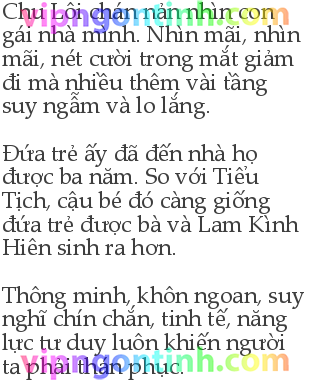 Chu Lôi chán nản nhìn con
gái nhà mình. Nhìn mãi, nhìn
mãi, nét cười trong mắt giảm
đi mà nhiều thêm vài tầng
suy ngẫm và lo lắng.
Đứa trẻ ấy đã đến nhà họ
được ba năm. So với Tiểu
Tịch, cậu bé đó càng giống
đứa trẻ được bà và Lam Kình
Hiên sinh ra hơn.
Thông minh, khôn ngoan, suy
nghĩ chín chắn, tinh tế, năng
lực tư duy luôn khiến người
ta phải thán phục.
vipngontinh.com
vipngontinh.com